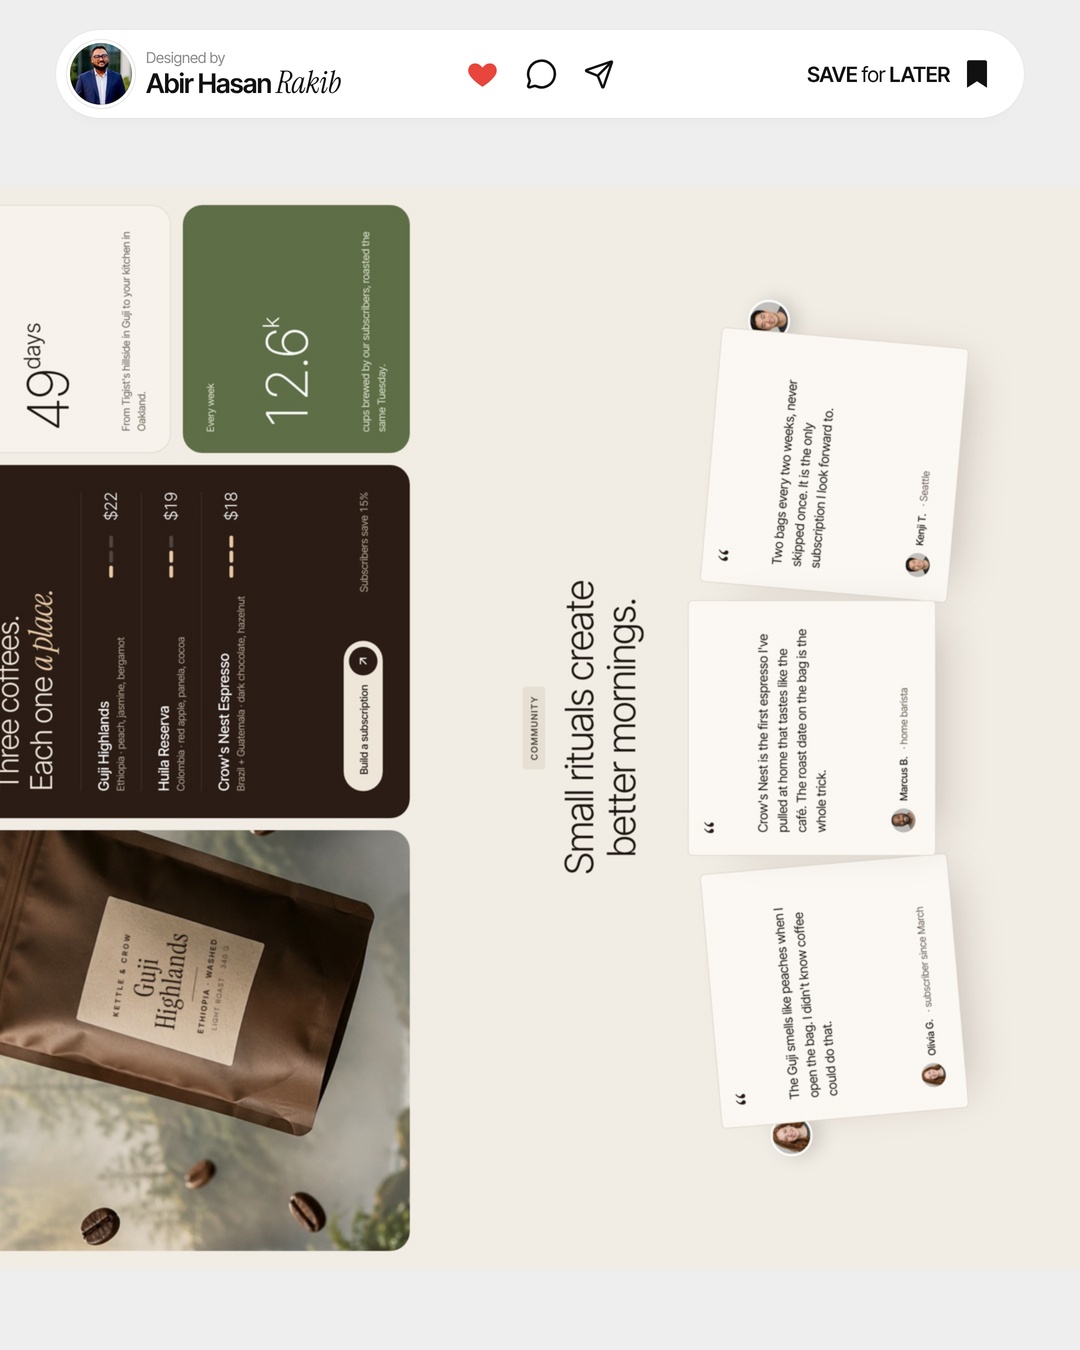 Designed by
Abir Hasan Rakib
SAVE for LATER
49days
From Tigist's hillside in Guji to your kitchen in
Oakland.
Every week
12.6k
cups brewed by our subscribers, roasted the
same Tuesday.
Three coffees.
Each one a place.
Guji Highlands
Ethiopia · peach, jasmine, bergamot
$22
Huila Reserva
Colombia · red apple, panela, cocoa
$19
Crow's Nest Espresso
Brazil + Guatemala · dark chocolate, hazelnut
$18
Build a subscription
Subscribers save 15%
KETTLE & CROW
Guji
Highlands
ETHIOPIA · WASHED
LIGHT ROAST · 340 G
COMMUNITY
Small rituals create
better mornings.
“
The Guji smells like peaches when I
open the bag. I didn't know coffee
could do that.
Olivia G. · subscriber since March
“
Crow's Nest is the first espresso I've
pulled at home that tastes like the
café. The roast date on the bag is the
whole trick.
Marcus B. · home barista
“
Two bags every two weeks, never
skipped once. It is the only
subscription I look forward to.
Kenji T. · Seattle